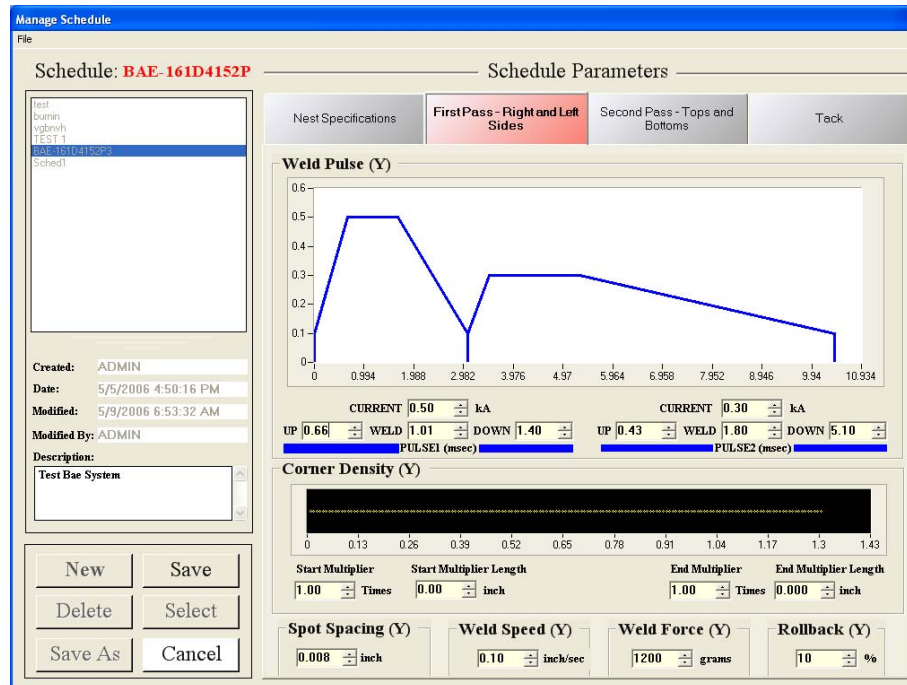 Manage Schedule
File
Schedule: BAE-161D4152P
Schedule Parameters
test
burnin
vgbnvh
TEST 1
BAE-161D4152P3
Sched1
Created: ADMIN
Date: 5/5/2006 4:50:16 PM
Modified: 5/9/2006 6:53:32 AM
Modified By: ADMIN
Description:
Test Bae System
New Save
Delete Select
Save As Cancel
Nest Specifications
First Pass - Right and Left
Sides
Second Pass - Tops and
Bottoms
Tack
Weld Pulse (Y)
0.6
0.5
0.4
0.3
0.2
0.1
0
0 0.994 1.988 2.982 3.976 4.97 5.964 6.958 7.952 8.946 9.94 10.934
CURRENT 0.50 kA CURRENT 0.30 kA
UP 0.66 WELD 1.01 DOWN 1.40 UP 0.43 WELD 1.80 DOWN 5.10
PULSE1 (msec) PULSE2 (msec)
Corner Density (Y)
0 0.13 0.26 0.39 0.52 0.65 0.78 0.91 1.04 1.17 1.3 1.43
Start Multiplier Start Multiplier Length End Multiplier End Multiplier Length
1.00 Times 0.00 inch 1.00 Times 0.000 inch
Spot Spacing (Y) Weld Speed (Y) Weld Force (Y) Rollback (Y)
0.008 inch 0.10 inch/sec 1200 grams 10 %